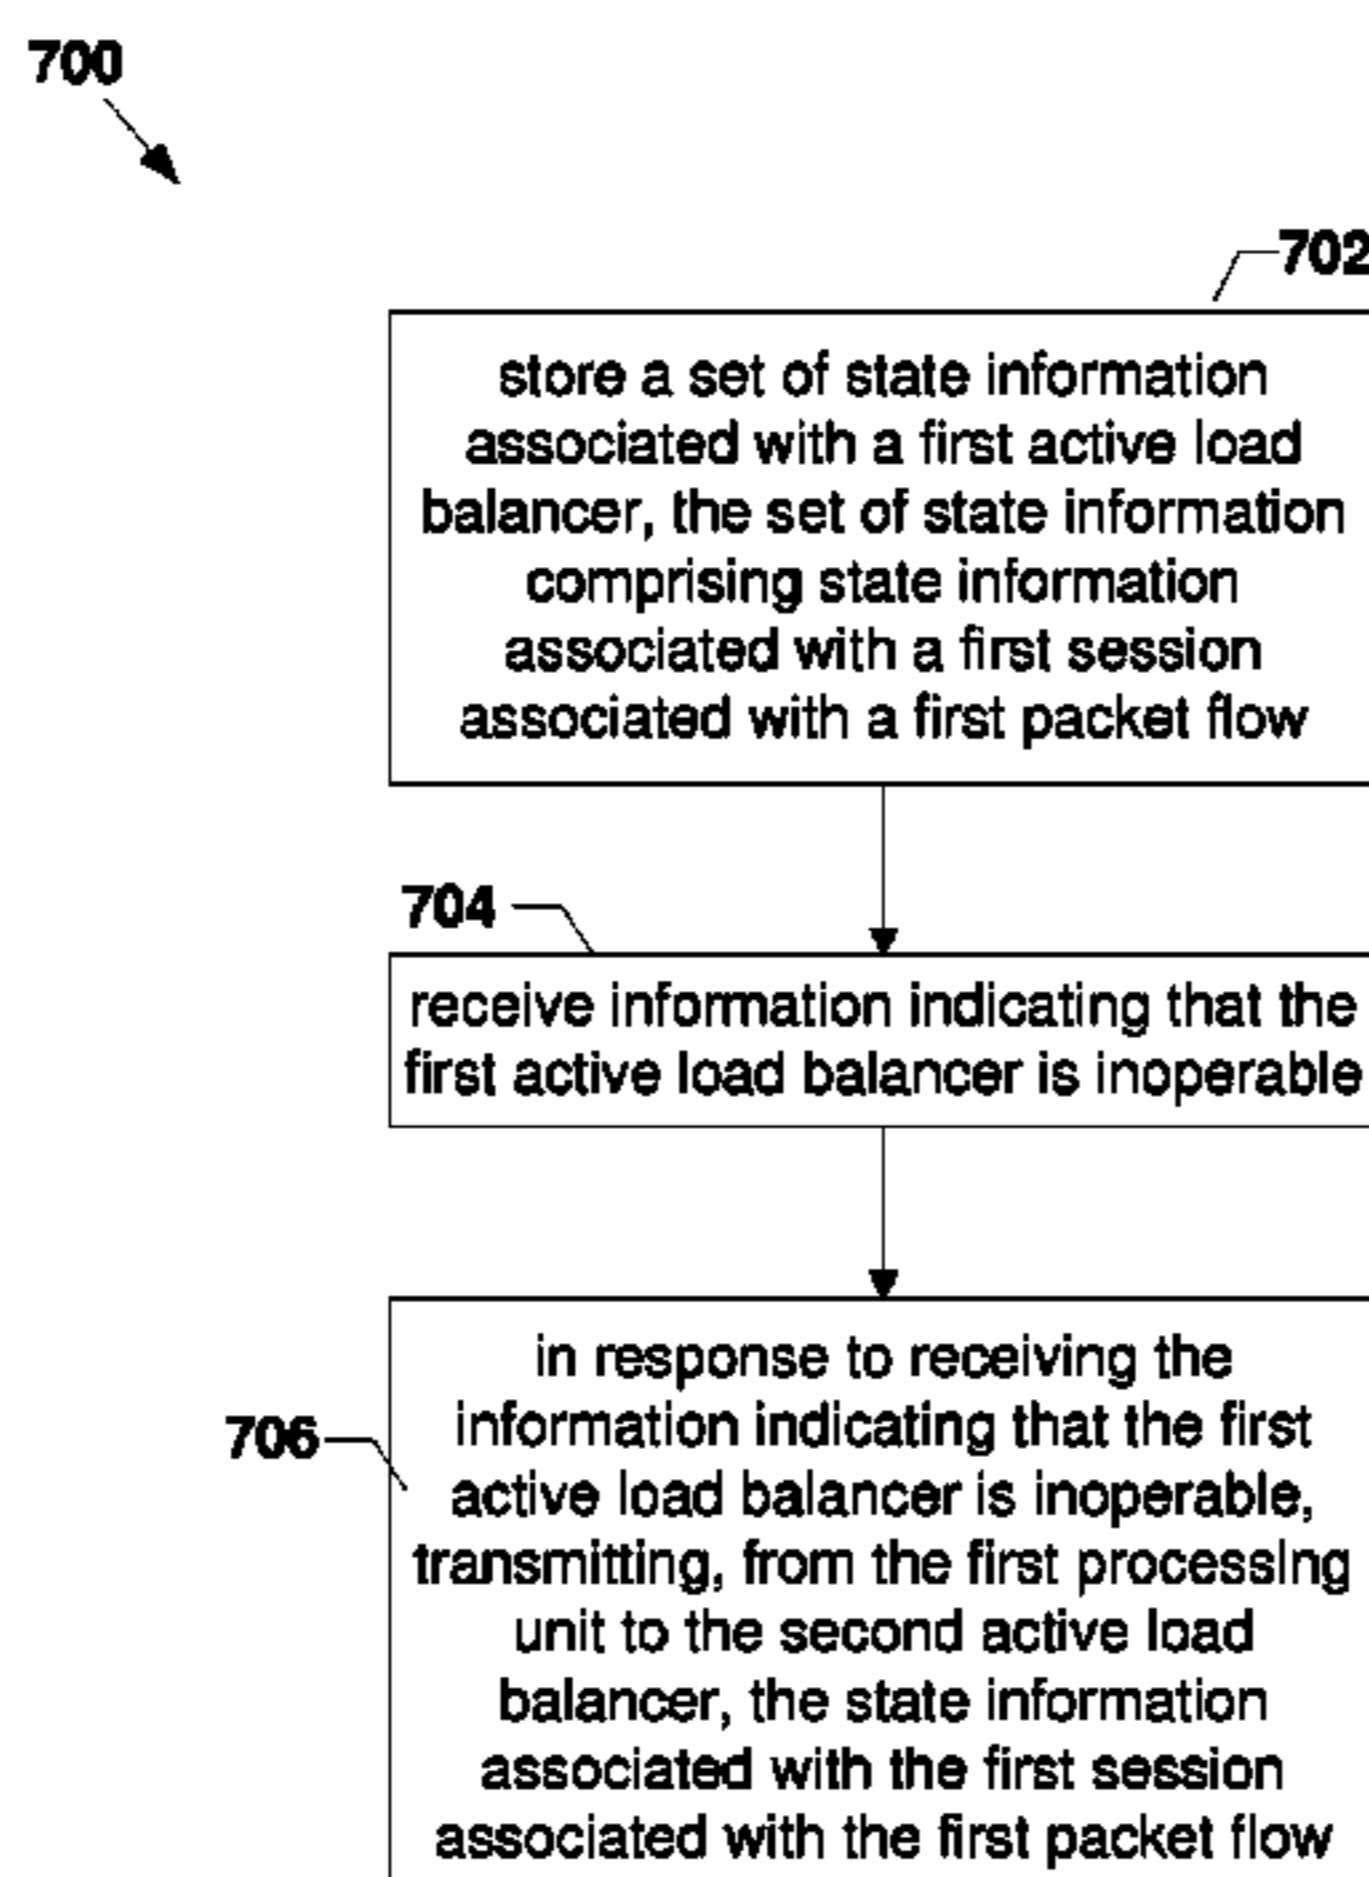 700
702
store a set of state information
associated with a first active load
balancer, the set of state information
comprising state information
associated with a first session
associated with a first packet flow
704
receive information indicating that the
first active load balancer is inoperable
706
in response to receiving the
information indicating that the first
active load balancer is inoperable,
transmitting, from the first processing
unit to the second active load
balancer, the state information
associated with the first session
associated with the first packet flow